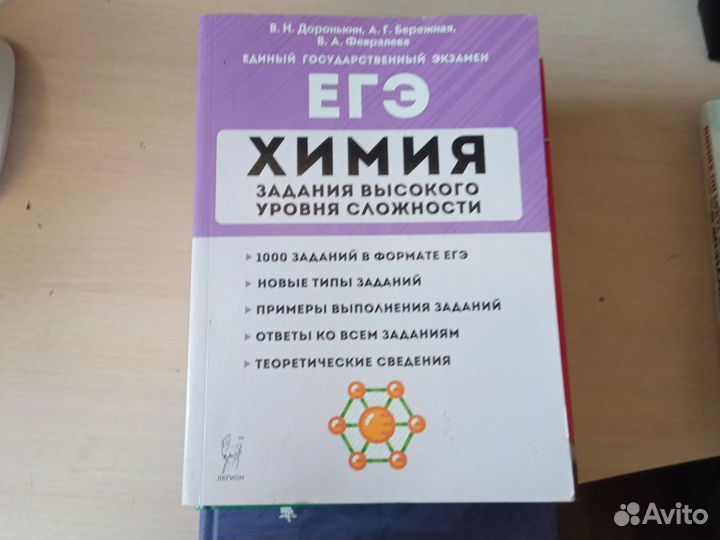 В. Н. Доронькин, А. Г. Бережная,
В. А. Февралева
ЕДИНЫЙ ГОСУДАРСТВЕННЫЙ ЭКЗАМЕН
ЕГЭ
ХИМИЯ
ЗАДАНИЯ ВЫСОКОГО
УРОВНЯ СЛОЖНОСТИ
1000 ЗАДАНИЙ В ФОРМАТЕ ЕГЭ
НОВЫЕ ТИПЫ ЗАДАНИЙ
ПРИМЕРЫ ВЫПОЛНЕНИЯ ЗАДАНИЙ
ОТВЕТЫ КО ВСЕМ ЗАДАНИЯМ
ТЕОРЕТИЧЕСКИЕ СВЕДЕНИЯ
ЛЕГИОН
Avito